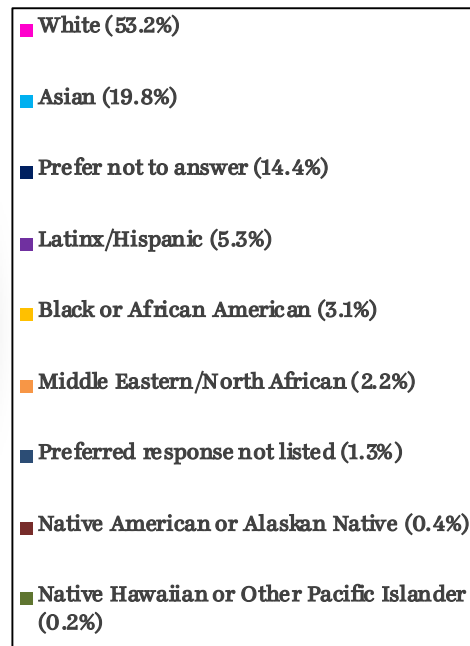 White (53.2%)
Asian (19.8%)
Prefer not to answer (14.4%)
Latinx/Hispanic (5.3%)
Black or African American (3.1%)
Middle Eastern/North African (2.2%)
Preferred response not listed (1.3%)
Native American or Alaskan Native (0.4%)
Native Hawaiian or Other Pacific Islander
(0.2%)